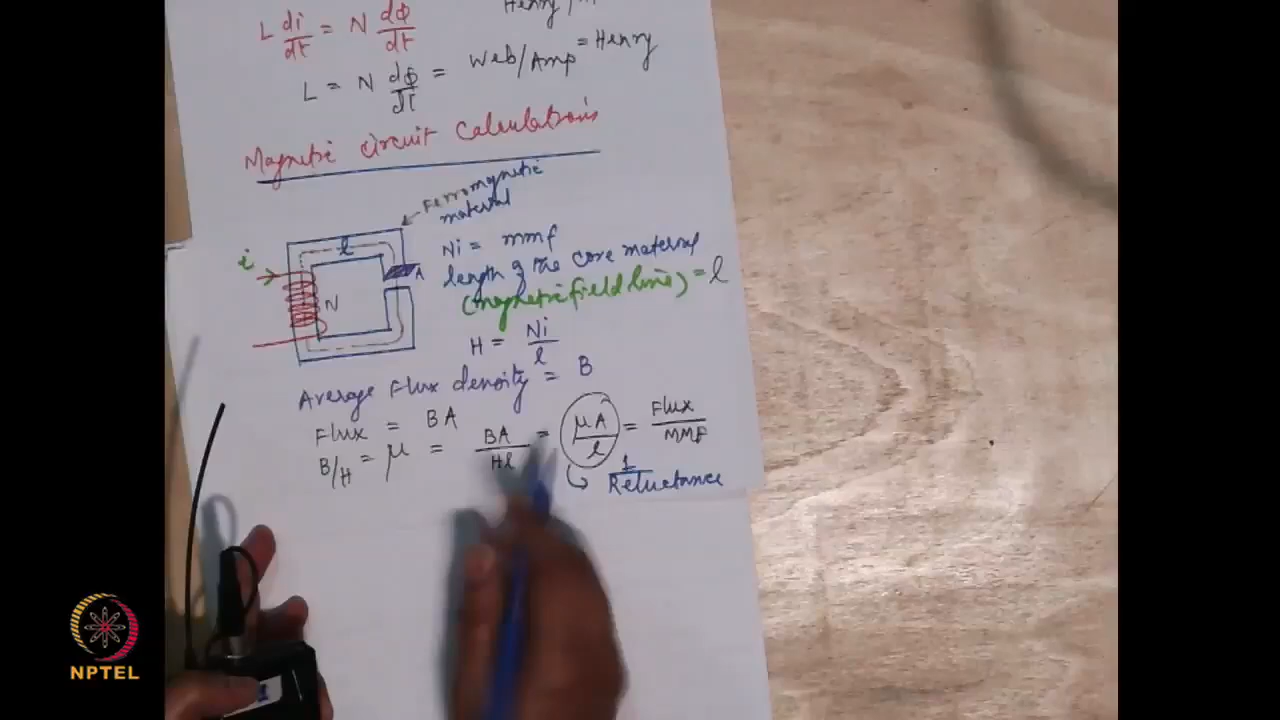 L di/dt = N dφ/dt
Henry
L = N dφ/di = Web/Amp = Henry
Magnetic circuit Calculations
Ferromagnetic
material
i
l
A
N
Ni = mmf
length of the core material
(magnetic field line) = l
H = Ni/l
Average Flux density = B
Flux = BA
B/H = μ = BA/Hl = μA/l = Flux/MMF
1/Reluctance
NPTEL